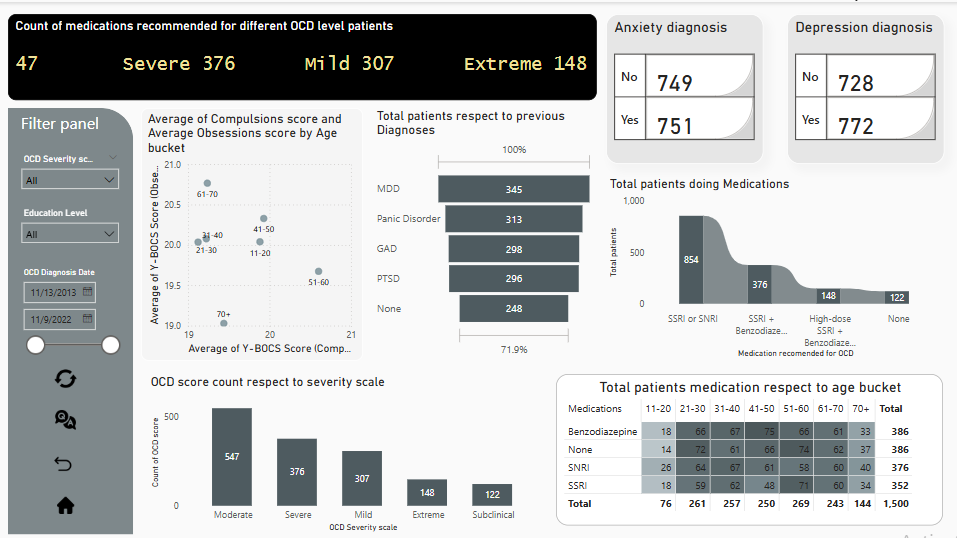 Count of medications recommended for different OCD level patients
47 Severe 376 Mild 307 Extreme 148
Anxiety diagnosis
No 749
Yes 751
Depression diagnosis
No 728
Yes 772
Filter panel
OCD Severity sc...
All
Education Level
All
OCD Diagnosis Date
11/13/2013
11/9/2022
Average of Compulsions score and
Average Obsessions score by Age
bucket
Average of Y-BOCS Score (Obse...
21.0
20.5
20.0
19.5
19.0
61-70
41-50
31-40
21-30
11-20
51-60
70+
19 20 21
Average of Y-BOCS Score (Comp...
Total patients respect to previous
Diagnoses
100%
MDD 345
Panic Disorder 313
GAD 298
PTSD 296
None 248
71.9%
Total patients doing Medications
Total patients
1,000
500
0
854
376
148
122
SSRI or SNRI
SSRI +
Benzodiaze...
High-dose
SSRI +
Benzodiaze...
None
Medication recomended for OCD
OCD score count respect to severity scale
Count of OCD score
500
0
547
376
307
148
122
Moderate Severe Mild Extreme Subclinical
OCD Severity scale
Total patients medication respect to age bucket
Medications 11-20 21-30 31-40 41-50 51-60 61-70 70+ Total
Benzodiazepine 18 66 67 75 66 61 33 386
None 14 72 61 66 74 62 37 386
SNRI 26 64 67 61 58 60 40 376
SSRI 18 59 62 48 71 60 34 352
Total 76 261 257 250 269 243 144 1,500